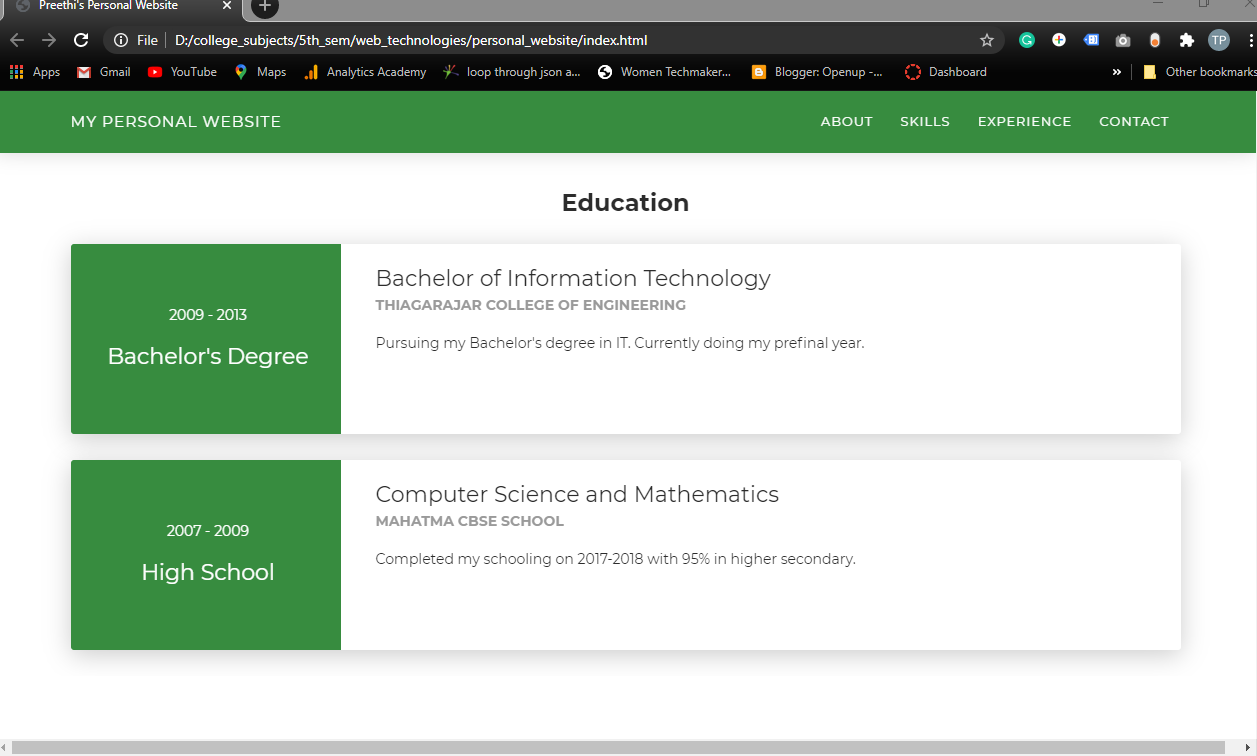 Preethi's Personal Website
File D:/college_subjects/5th_sem/web_technologies/personal_website/index.html TP
Apps Gmail YouTube Maps Analytics Academy loop through json a... Women Techmaker... Blogger: Openup -... Dashboard » Other bookmarks
MY PERSONAL WEBSITE ABOUT SKILLS EXPERIENCE CONTACT
Education
2009 - 2013
Bachelor's Degree
Bachelor of Information Technology
THIAGARAJAR COLLEGE OF ENGINEERING
Pursuing my Bachelor's degree in IT. Currently doing my prefinal year.
2007 - 2009
High School
Computer Science and Mathematics
MAHATMA CBSE SCHOOL
Completed my schooling on 2017-2018 with 95% in higher secondary.